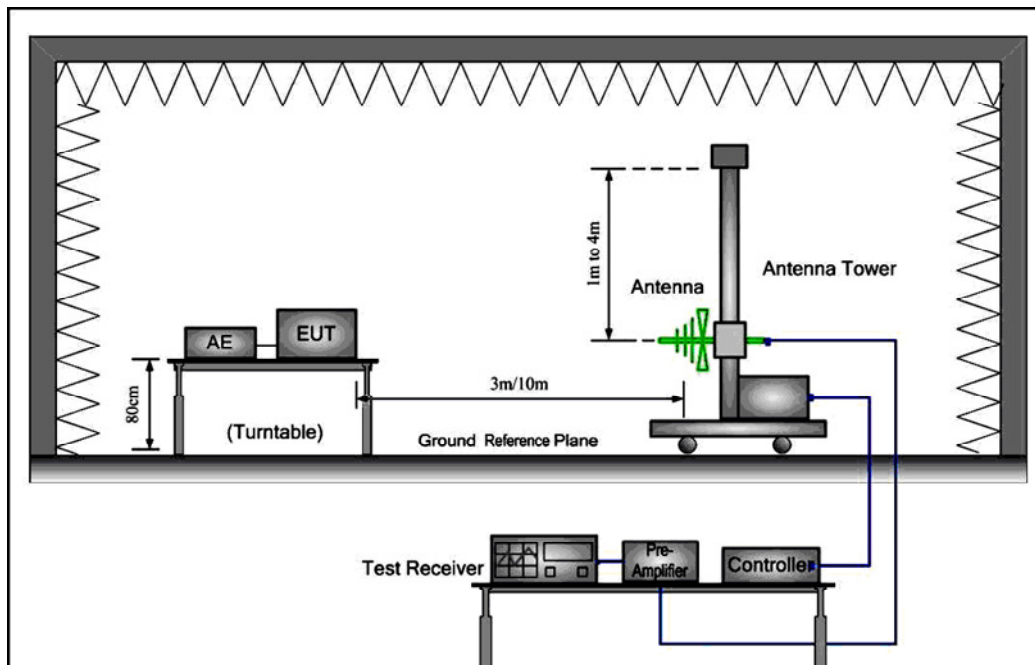 1m to 4m
Antenna
Antenna Tower
AE
EUT
80cm
3m/10m
(Turntable)
Ground Reference Plane
Test Receiver
Pre-
Amplifier
Controller